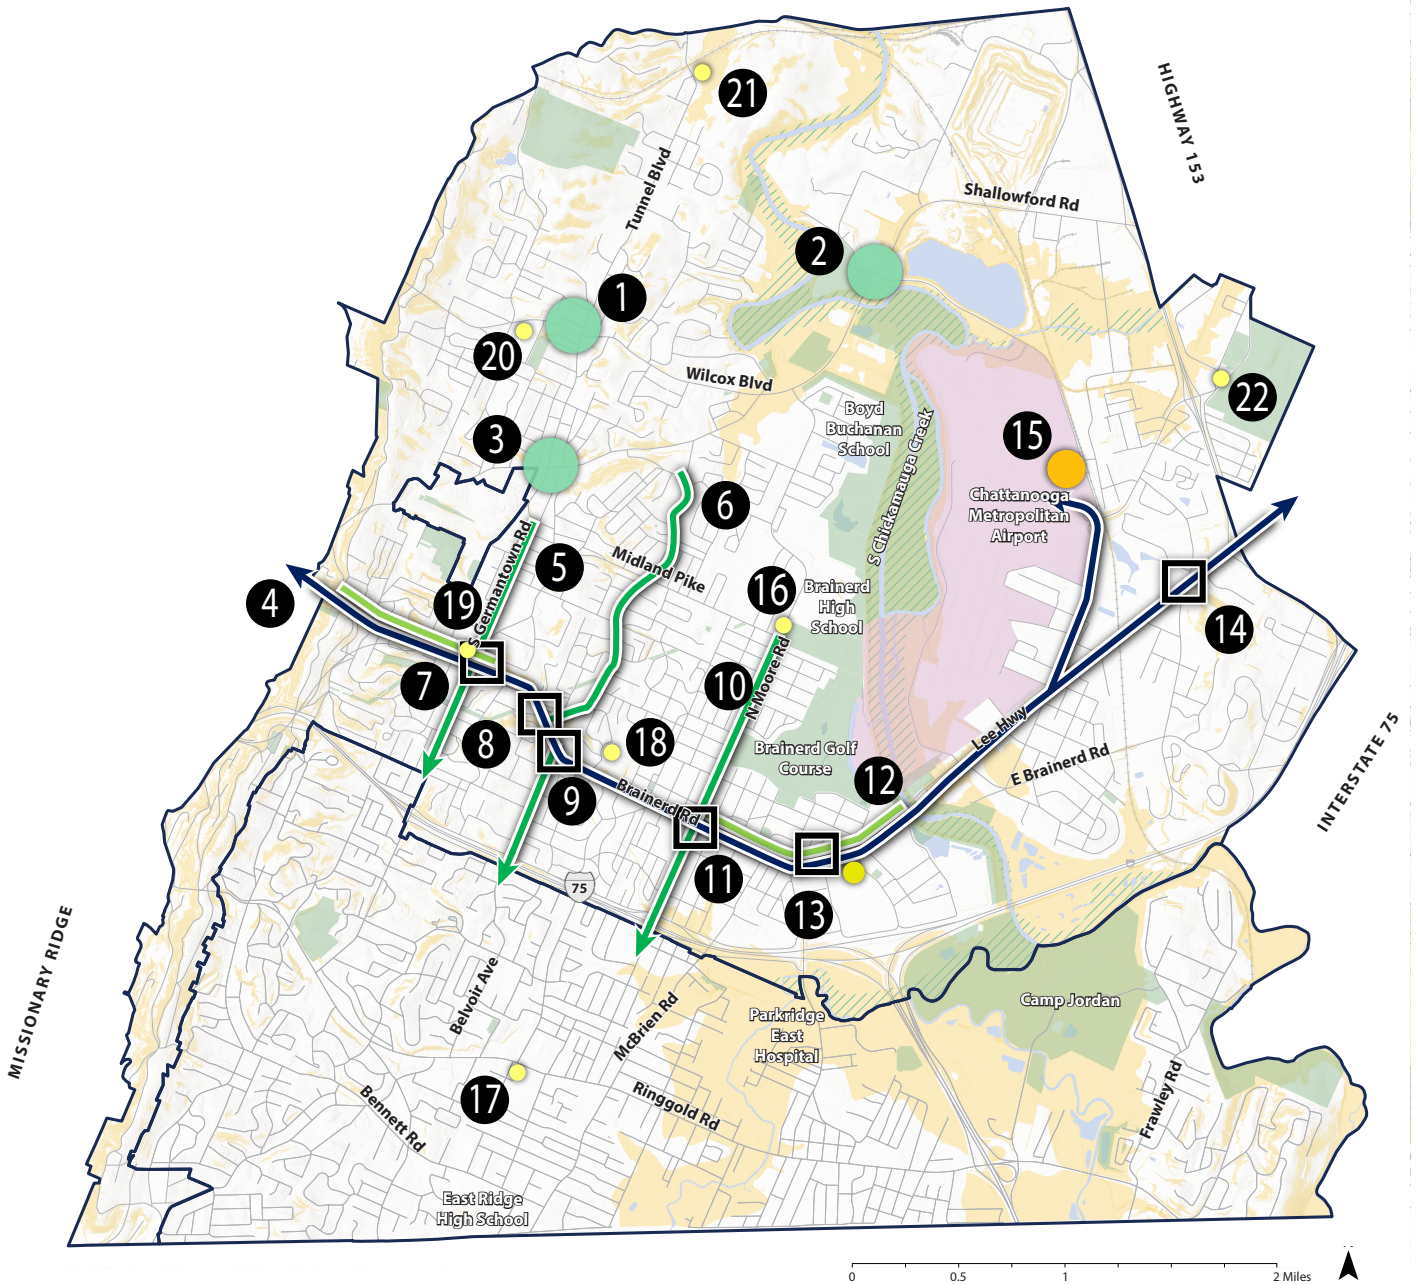 21
HIGHWAY 153
Tunnel Blvd
Shallowford Rd
2
1
20
Wilcox Blvd
22
Boyd
Buchanan
School
3
15
S Chickamauga Creek
Chattanooga
Metropolitan
Airport
6
S Germantown Rd
5
Midland Pike
4
19
16
Brainerd
High
School
14
7
10
N Moore Rd
8
18
Lee Hwy
Brainerd Golf
Course
E Brainerd Rd
INTERSTATE 75
12
9
Brainerd Rd
11
75
13
MISSIONARY RIDGE
Belvoir Ave
McBrien Rd
Parkridge
East
Hospital
Camp Jordan
17
Bennett Rd
Ringgold Rd
Frawley Rd
East Ridge
High School
0
0.5
1
2 Miles